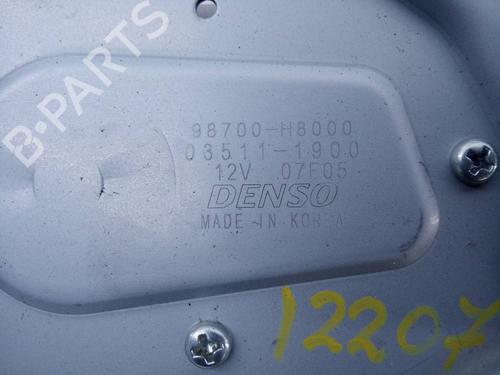 B-PARTS
98700-H8000
03511-1900
12V 07F05
DENSO
MADE IN KOREA
12207